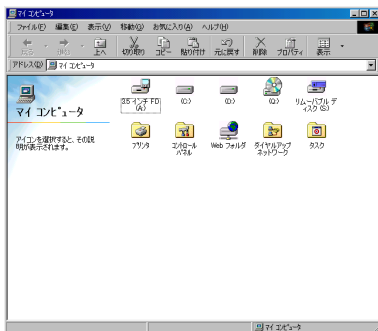 マイ コンピュータ
ファイル(F) 編集(E) 表示(V) 移動(G) お気に入り(A) ヘルプ(H)
戻る 進む 上へ 切り取り コピー 貼り付け 元に戻す 削除 プロパティ 表示
アドレス(D) マイ コンピュータ
マイ コンピュータ
アイコンを選択すると、その説
明が表示されます。
3.5 インチ FD
(A:)
(C:)
(D:)
(Q:)
リムーバブル デ
ィスク (S:)
プリンタ
コントロール
パネル
Web フォルダ
ダイヤルアップ
ネットワーク
タスク
マイ コンピュータ